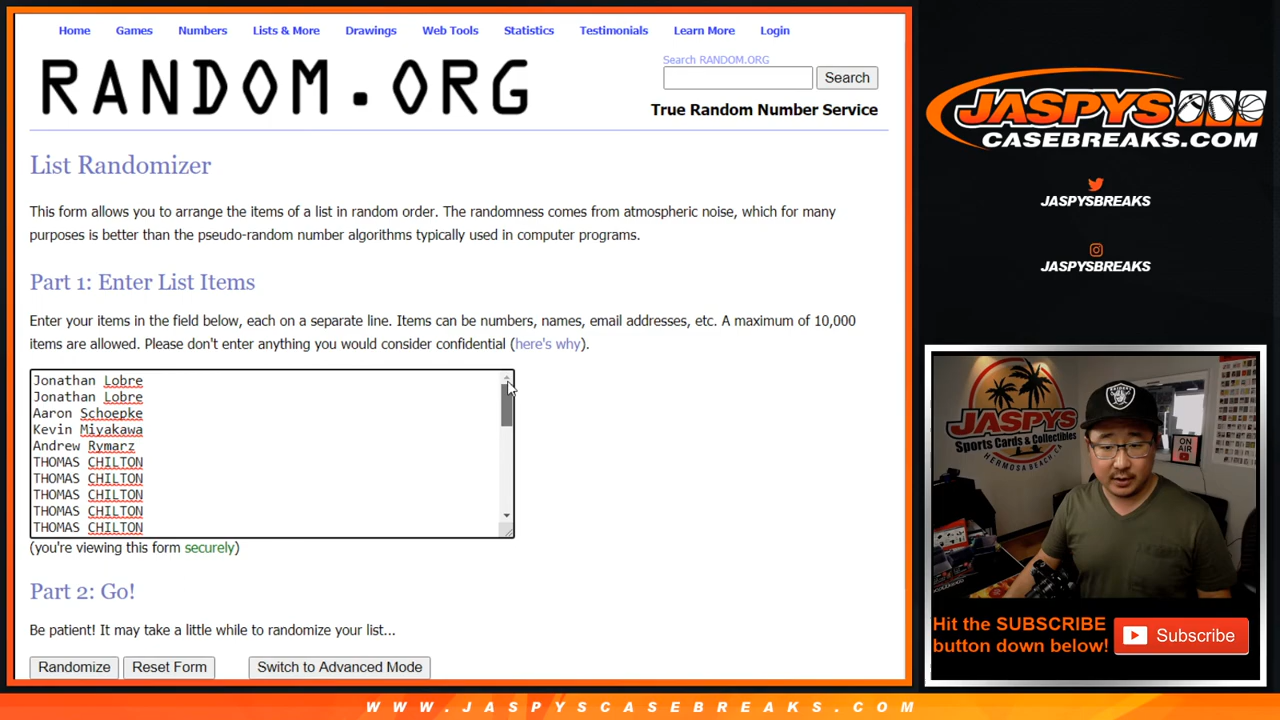 Home Games Numbers Lists & More Drawings Web Tools Statistics Testimonials Learn More Login
RANDOM.ORG
Search RANDOM.ORG
Search
True Random Number Service
List Randomizer
This form allows you to arrange the items of a list in random order. The randomness comes from atmospheric noise, which for many
purposes is better than the pseudo-random number algorithms typically used in computer programs.
Part 1: Enter List Items
Enter your items in the field below, each on a separate line. Items can be numbers, names, email addresses, etc. A maximum of 10,000
items are allowed. Please don't enter anything you would consider confidential (here's why).
Jonathan Lobre
Jonathan Lobre
Aaron Schoepke
Kevin Miyakawa
Andrew Rymarz
THOMAS CHILTON
THOMAS CHILTON
THOMAS CHILTON
THOMAS CHILTON
THOMAS CHILTON
(you're viewing this form securely)
Part 2: Go!
Be patient! It may take a little while to randomize your list...
Randomize Reset Form Switch to Advanced Mode
JASPYS
CASEBREAKS.COM
JASPYSBREAKS
JASPYSBREAKS
JASPYS
Sports Cards & Collectibles
HERMOSA BEACH CA
ON AIR
RAIDERS
Hit the SUBSCRIBE
button down below!
Subscribe
WWW.JASPYSCASEBREAKS.COM